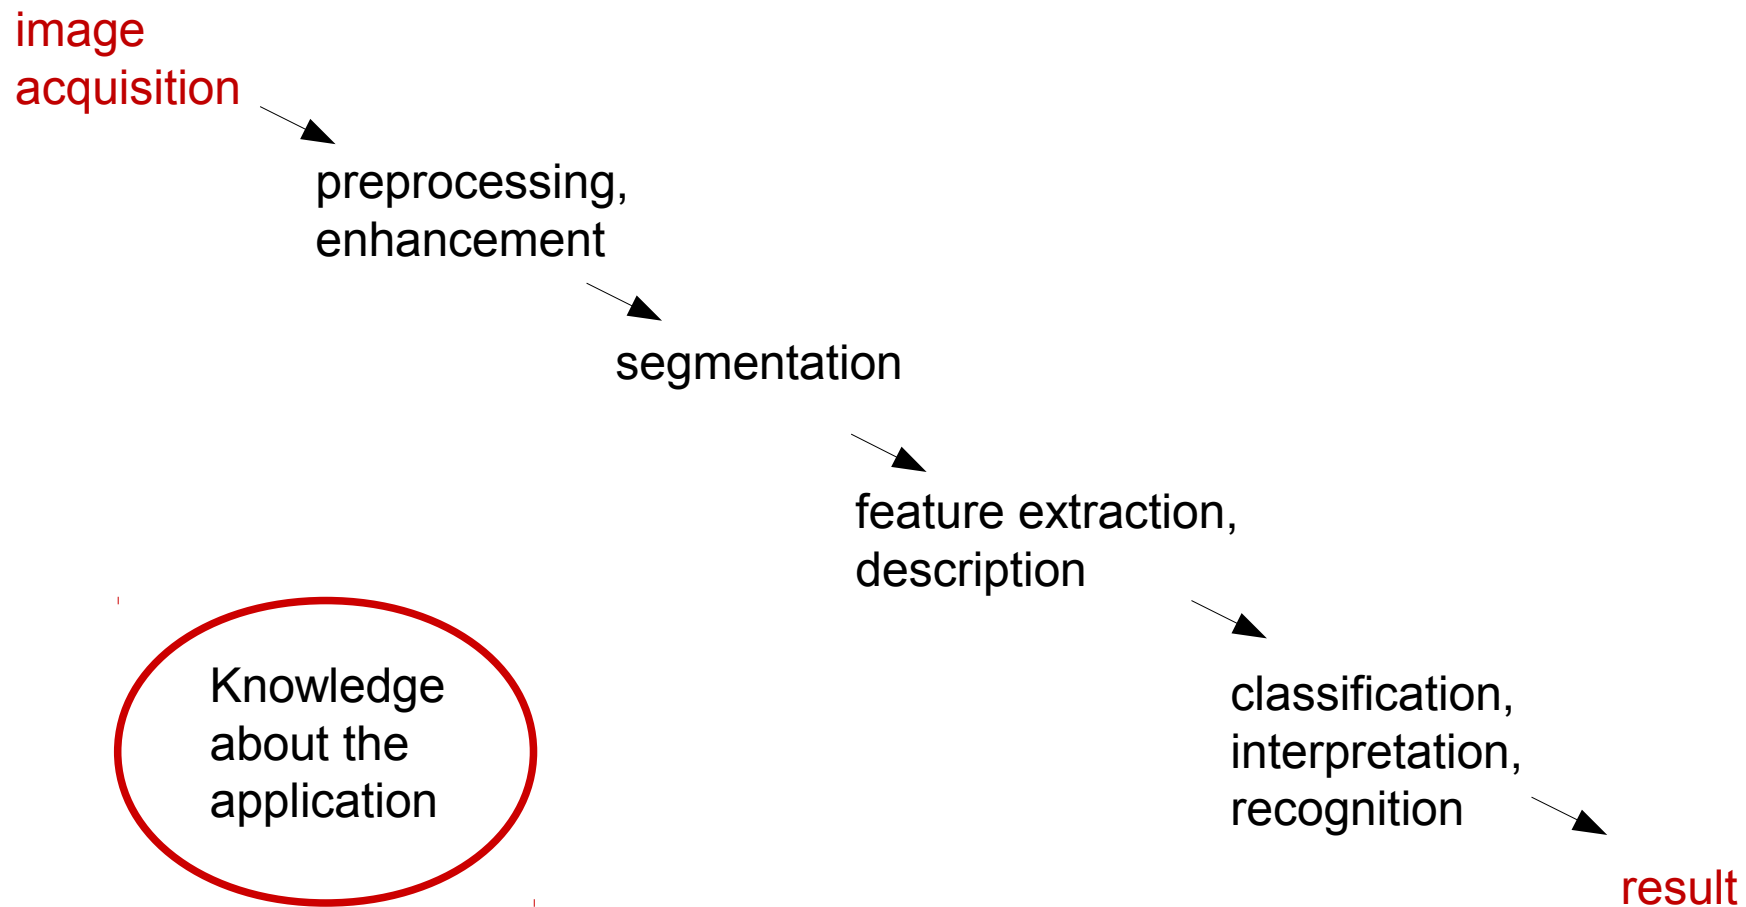 image
acquisition
preprocessing,
enhancement
segmentation
feature extraction,
description
Knowledge
about the
application
classification,
interpretation,
recognition
result